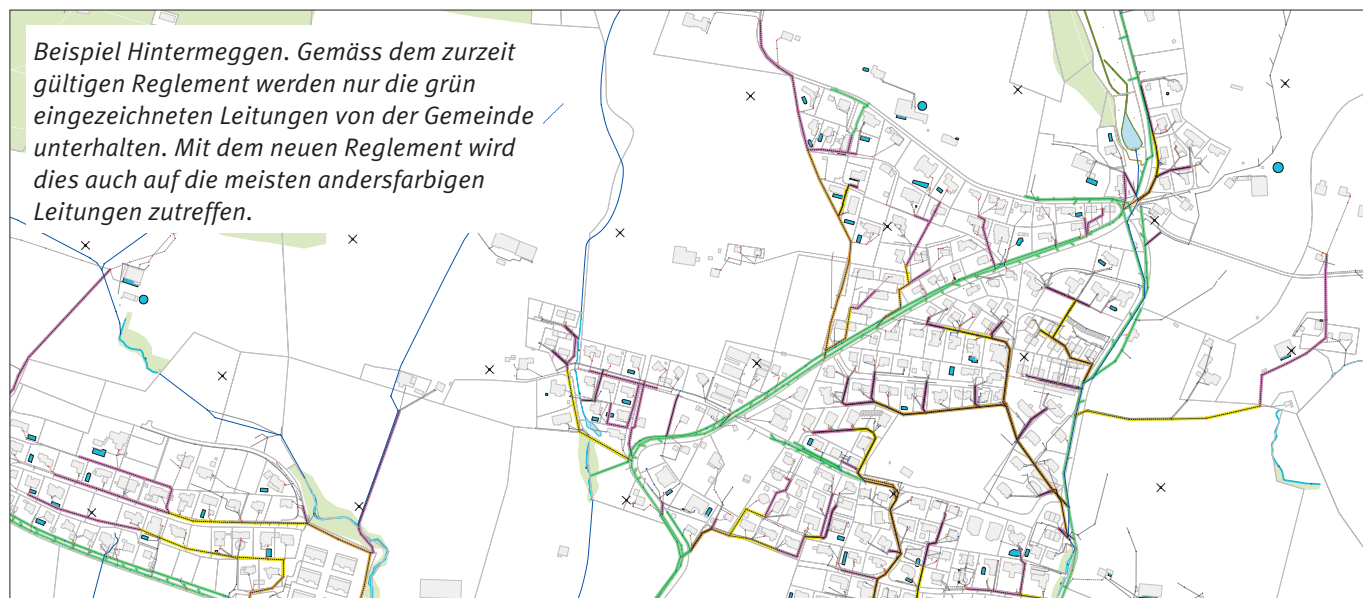 Beispiel Hintermeggen. Gemäss dem zurzeit
gültigen Reglement werden nur die grün
eingezeichneten Leitungen von der Gemeinde
unterhalten. Mit dem neuen Reglement wird
dies auch auf die meisten andersfarbigen
Leitungen zutreffen.